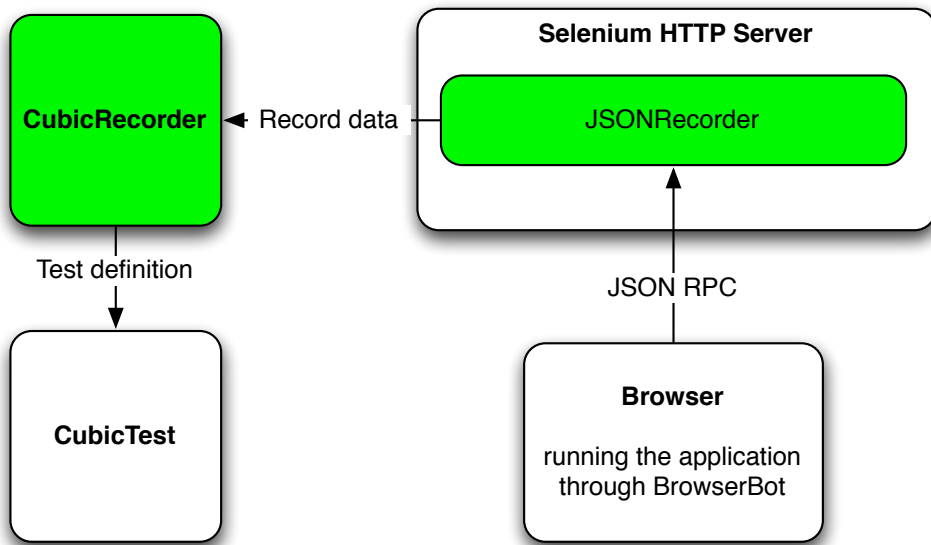 Selenium HTTP Server
CubicRecorder
Record data
JSONRecorder
Test definition
JSON RPC
CubicTest
Browser
running the application
through BrowserBot